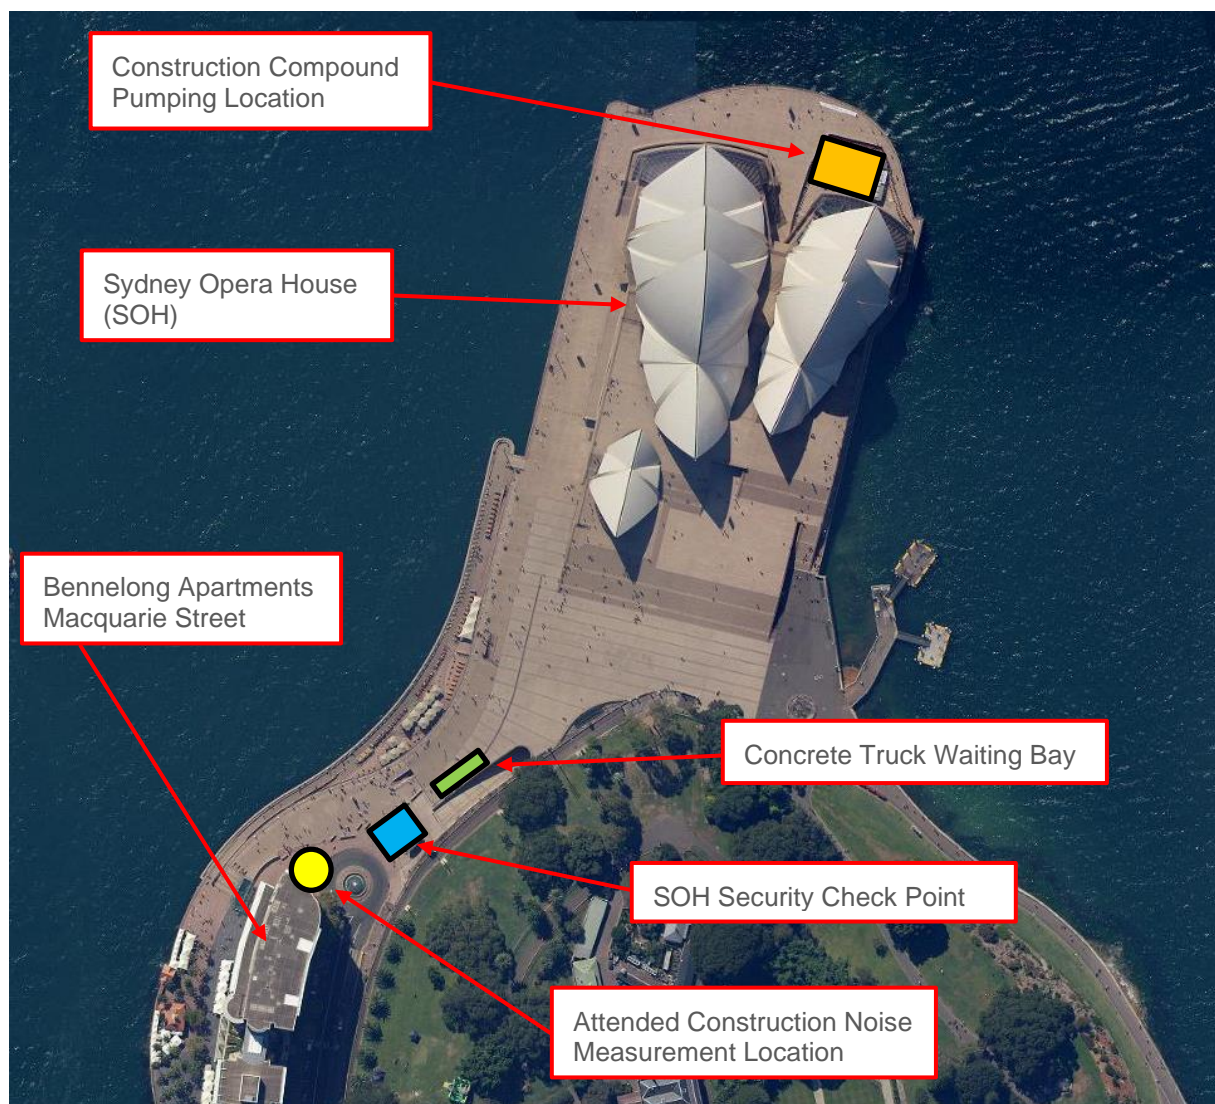 Construction Compound
Pumping Location
Sydney Opera House
(SOH)
Bennelong Apartments
Macquarie Street
Concrete Truck Waiting Bay
SOH Security Check Point
Attended Construction Noise
Measurement Location